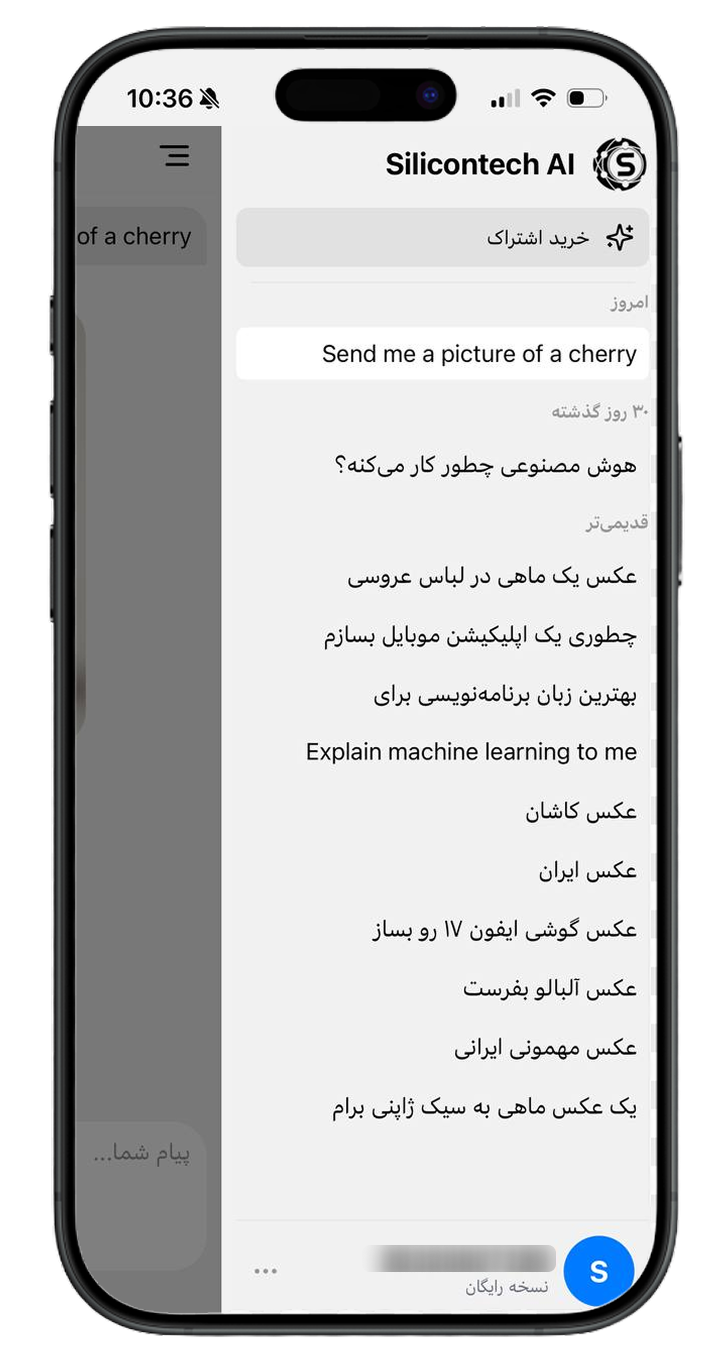 10:36
Silicontech AI
of a cherry
خرید اشتراک
امروز
Send me a picture of a cherry
۳۰ روز گذشته
هوش مصنوعی چطور کار می‌کنه؟
قدیمی‌تر
عکس یک ماهی در لباس عروسی
چطوری یک اپلیکیشن موبایل بسازم
بهترین زبان برنامه‌نویسی برای
Explain machine learning to me
عکس کاشان
عکس ایران
عکس گوشی ایفون ۱۷ رو بساز
عکس آلبالو بفرست
عکس مهمونی ایرانی
یک عکس ماهی به سبک ژاپنی برام
پیام شما...
S
نسخه رایگان